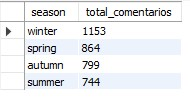 season total_comentarios
winter 1153
spring 864
autumn 799
summer 744